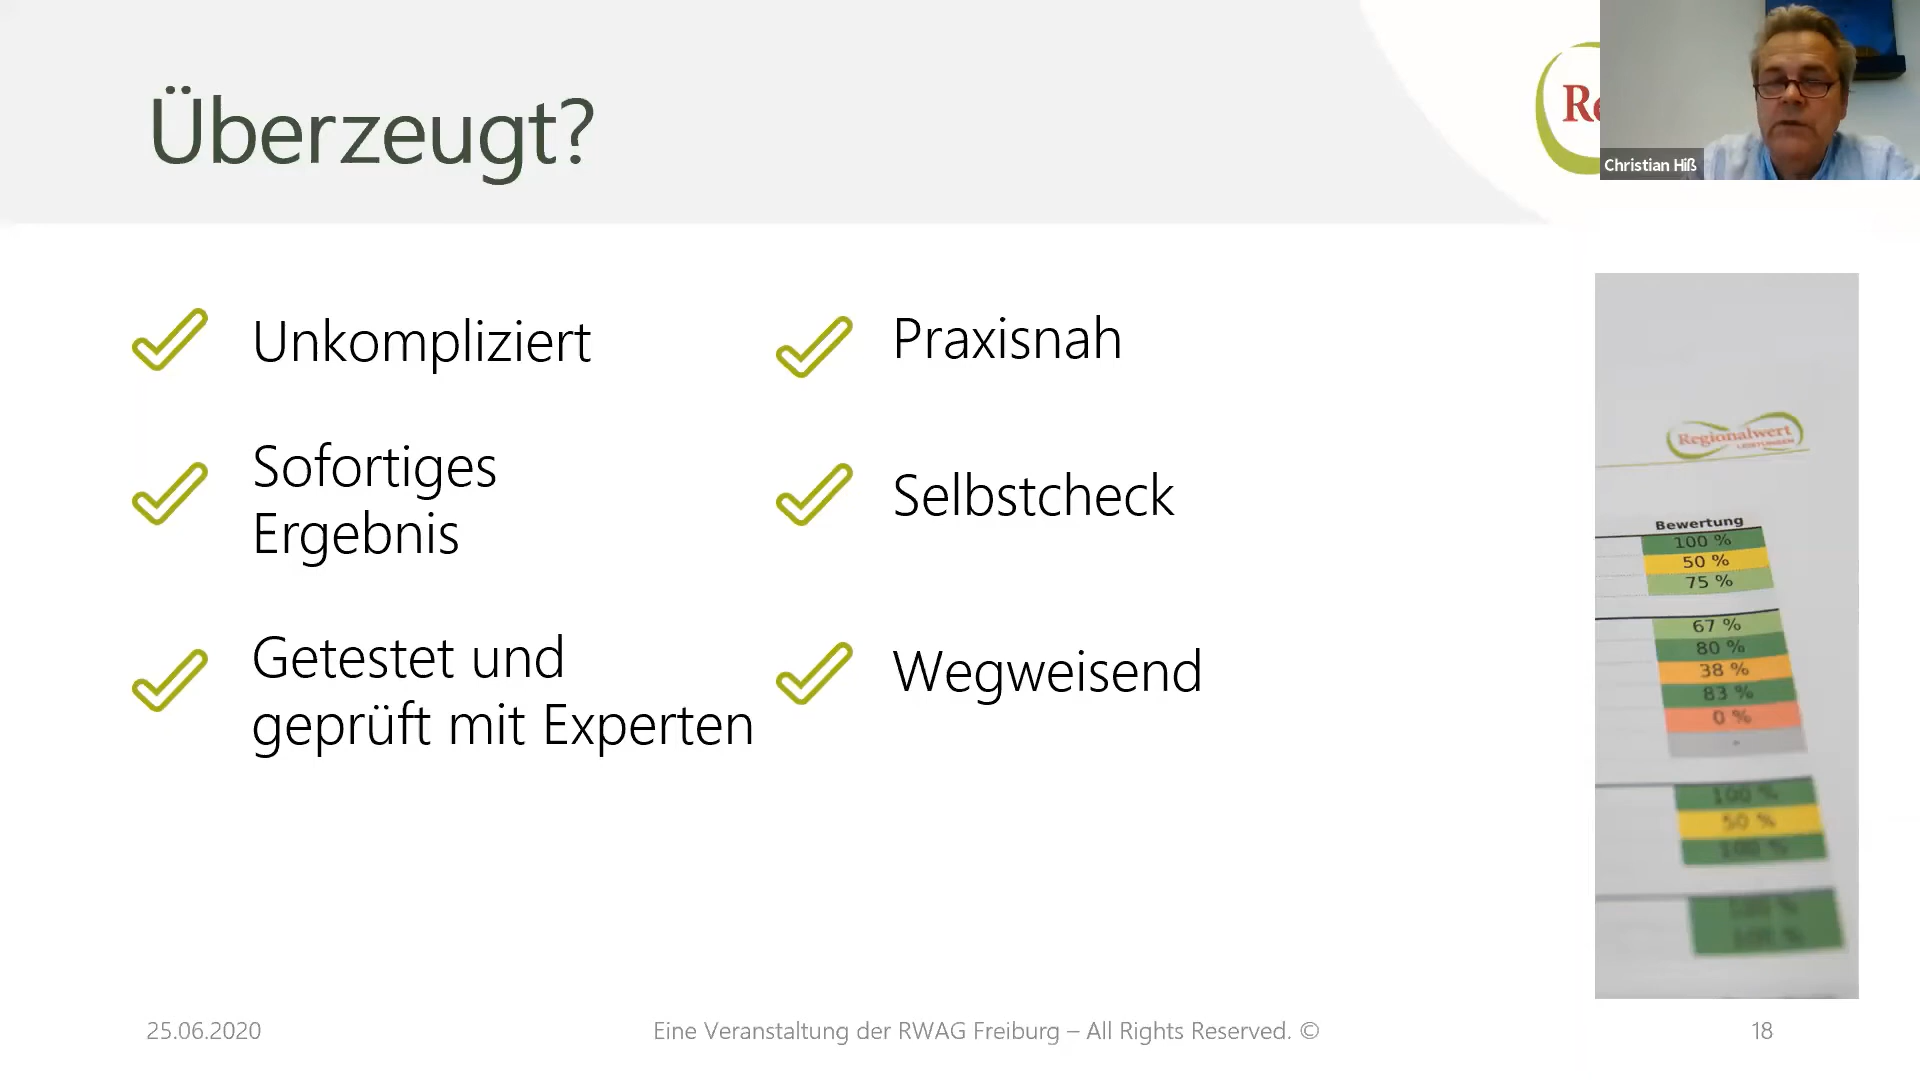 Überzeugt?
Re
Christian Hiß
Unkompliziert
Praxisnah
Sofortiges
Ergebnis
Selbstcheck
Getestet und
geprüft mit Experten
Wegweisend
Regionalwert
LEISTUNGEN
Bewertung
100 %
50 %
75 %
67 %
80 %
38 %
83 %
0 %
-
100 %
50 %
100 %
100 %
25.06.2020
Eine Veranstaltung der RWAG Freiburg – All Rights Reserved. ©
18